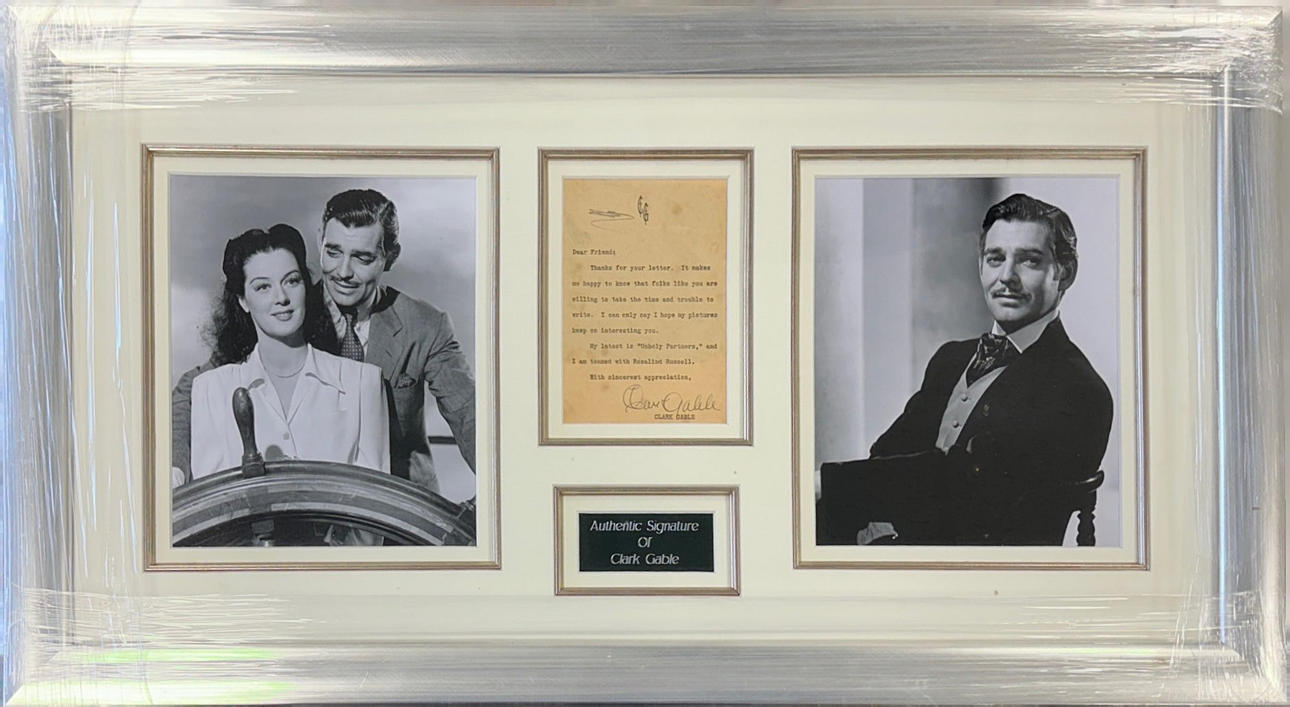 CG
Dear Friend:
Thanks for your letter. It makes
me happy to know that folks like you are
willing to take the time and trouble to
write. I can only say I hope my pictures
keep on interesting you.
My latest is "Unholy Partners," and
I am teamed with Rosalind Russell.
With sincerest appreciation,
Clark Gable
CLARK GABLE
Authentic Signature
Of
Clark Gable